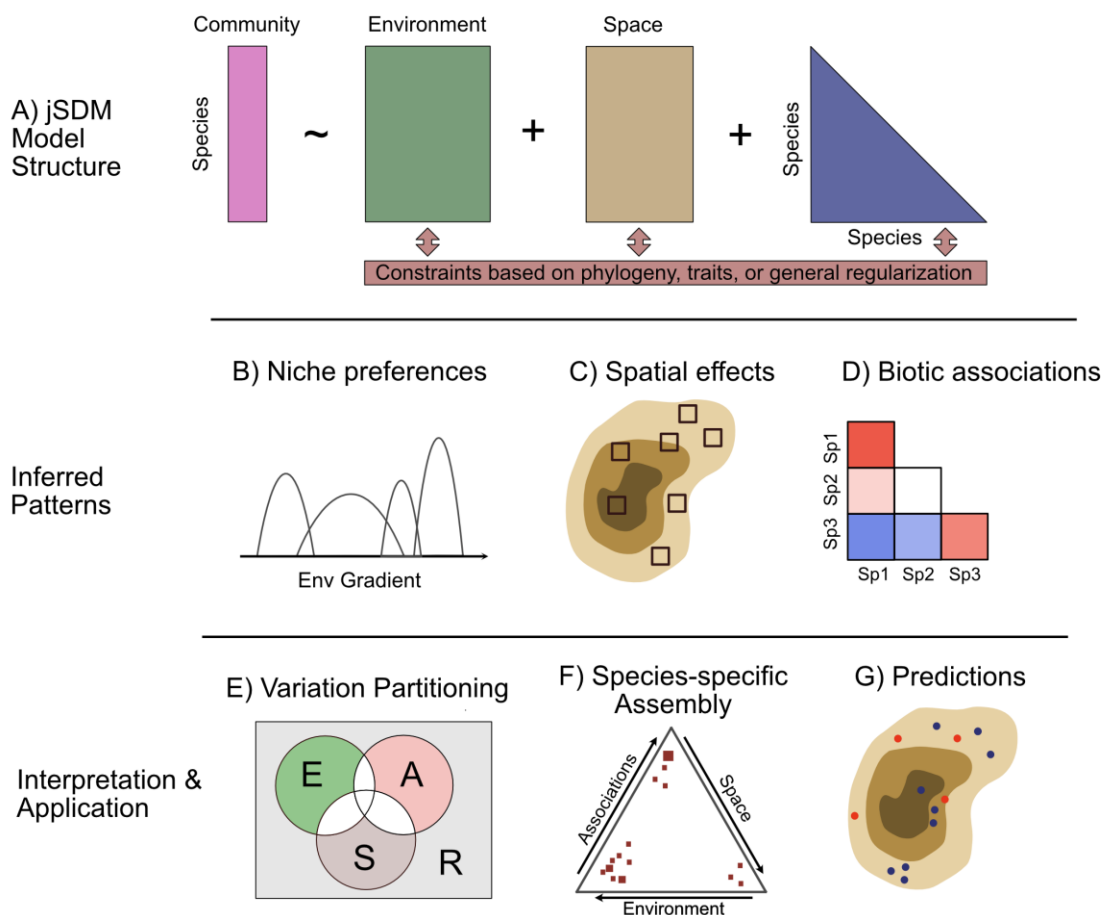 Community
Environment
Space
A) jSDM
Model
Structure
Species
~
+
+
Species
Species
Constraints based on phylogeny, traits, or general regularization
B) Niche preferences
C) Spatial effects
D) Biotic associations
Inferred
Patterns
Env Gradient
Sp1
Sp2
Sp3
Sp1 Sp2 Sp3
E) Variation Partitioning
F) Species-specific
Assembly
G) Predictions
Interpretation &
Application
E
A
S
R
Associations
Space
Environment